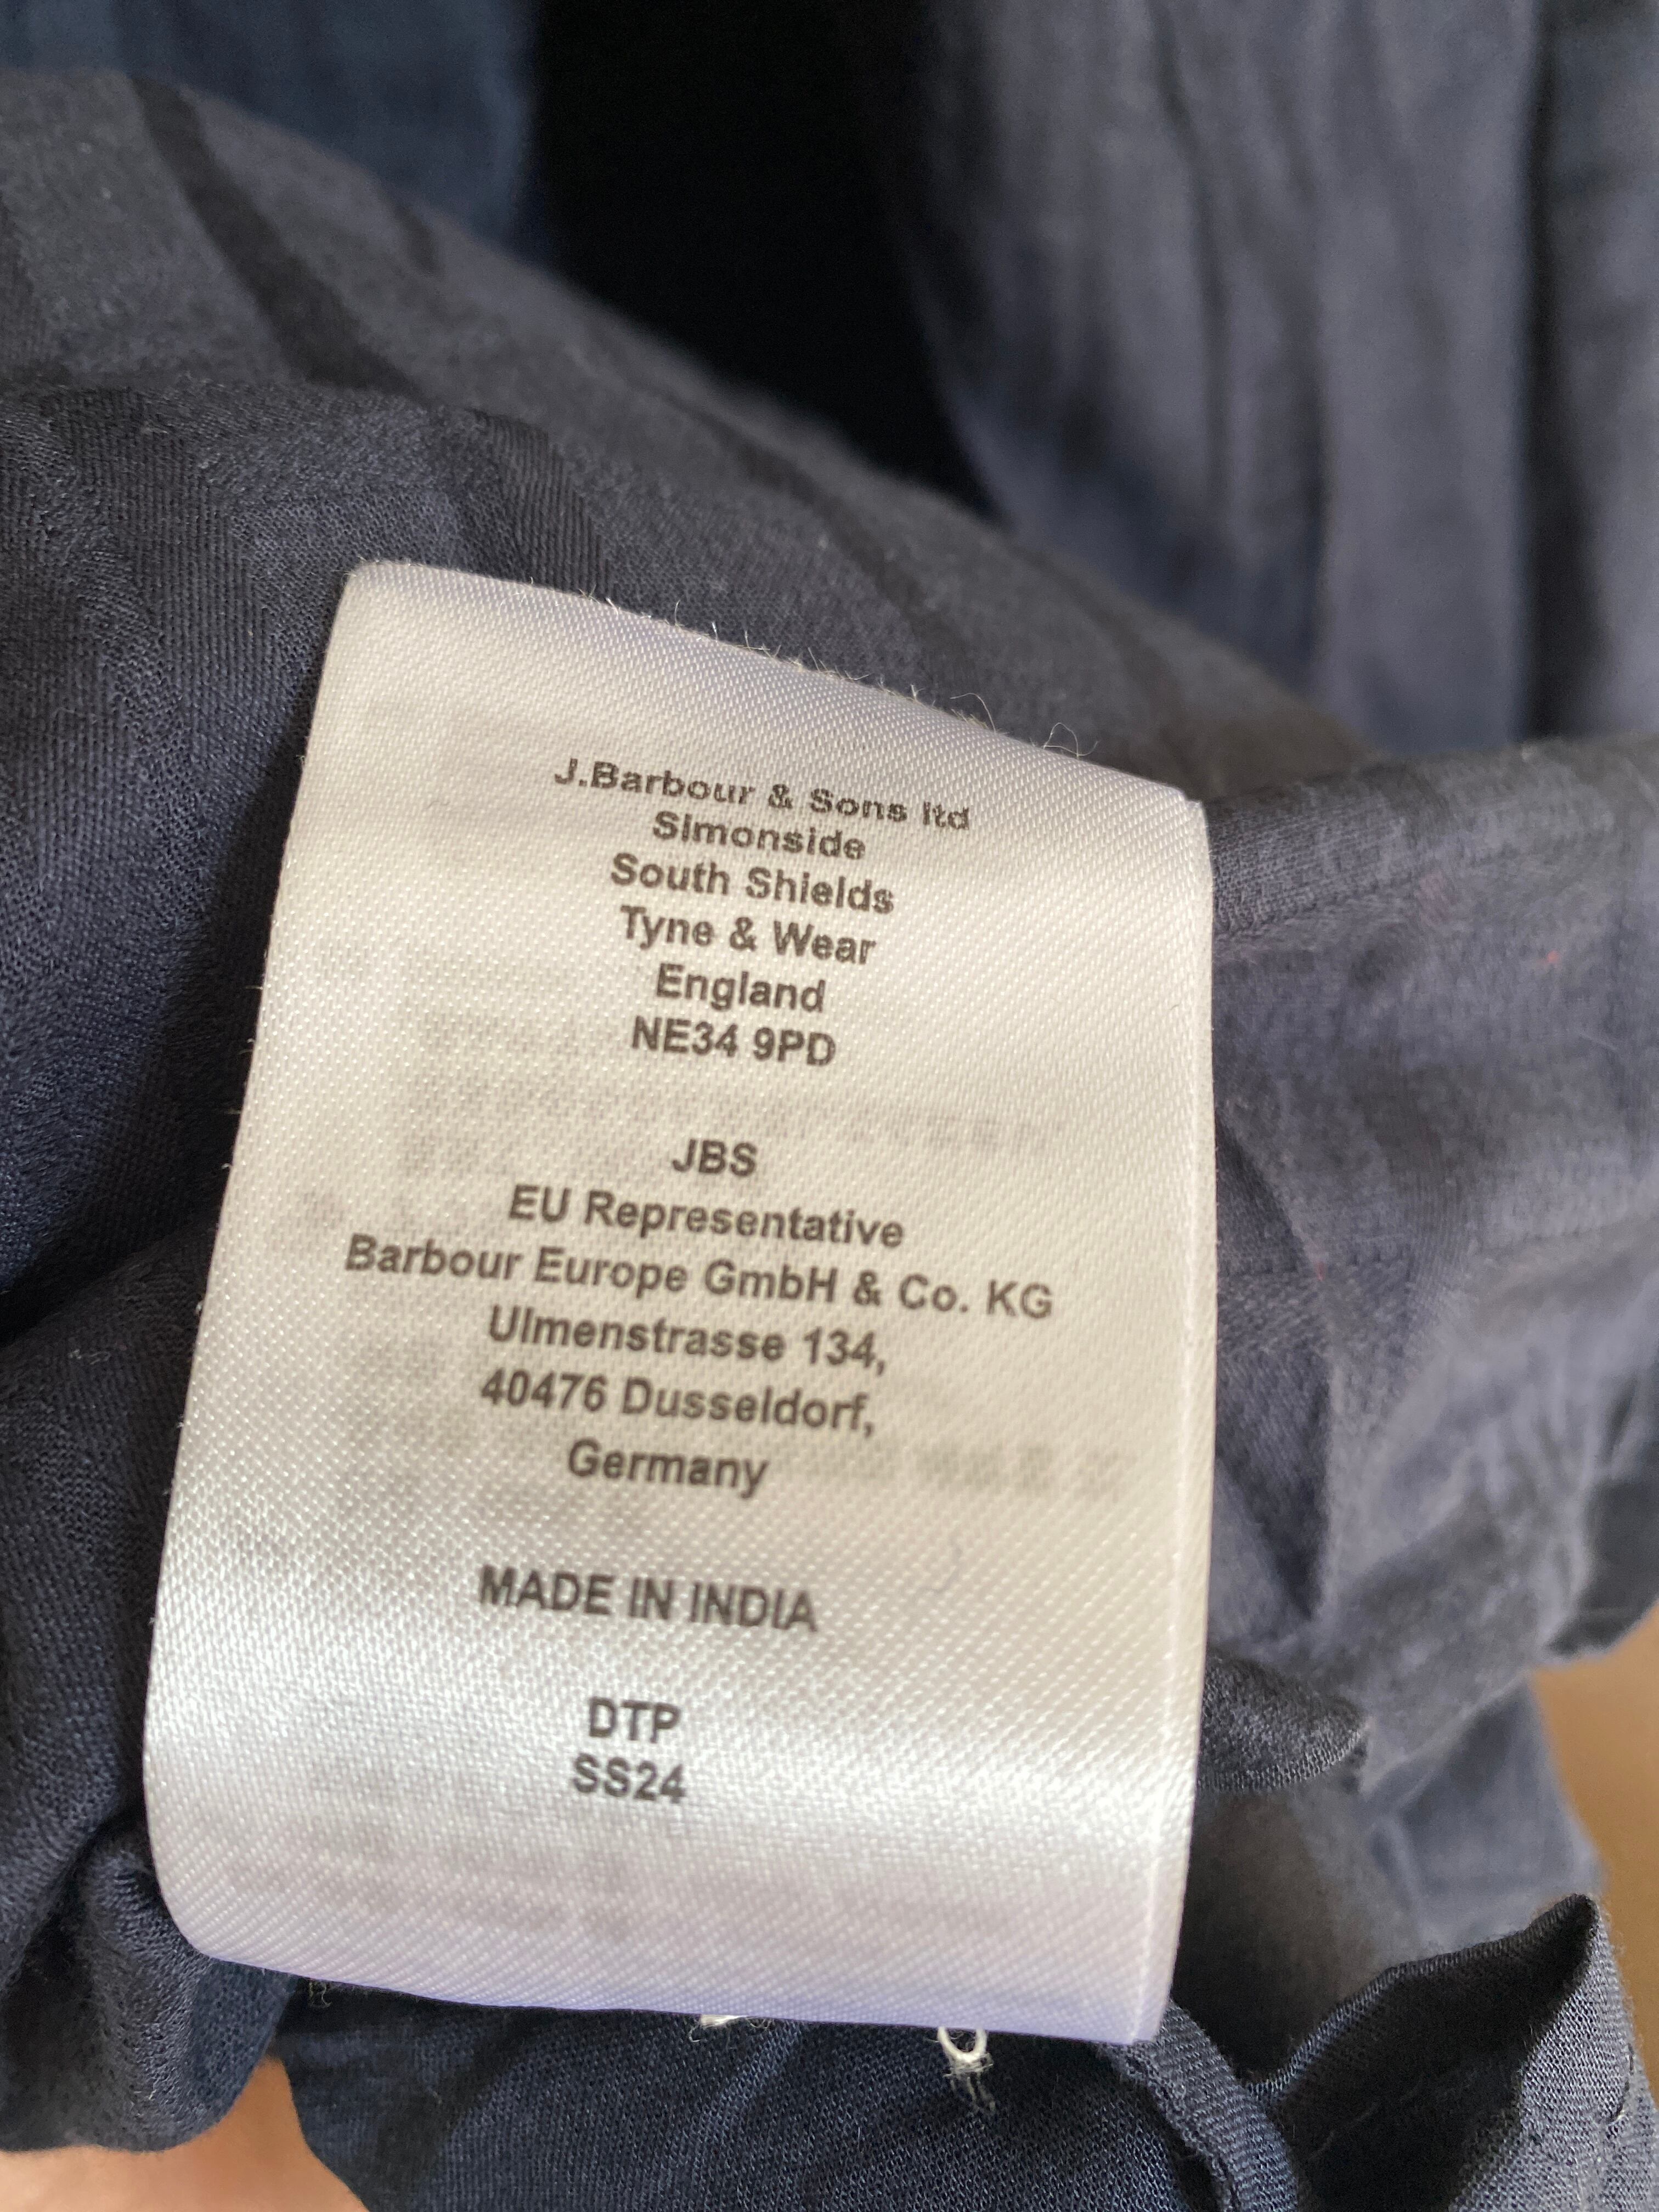 J.Barbour & Sons ltd
Simonside
South Shields
Tyne & Wear
England
NE34 9PD
JBS
EU Representative
Barbour Europe GmbH & Co. KG
Ulmenstrasse 134,
40476 Dusseldorf,
Germany
MADE IN INDIA
DTP
SS24